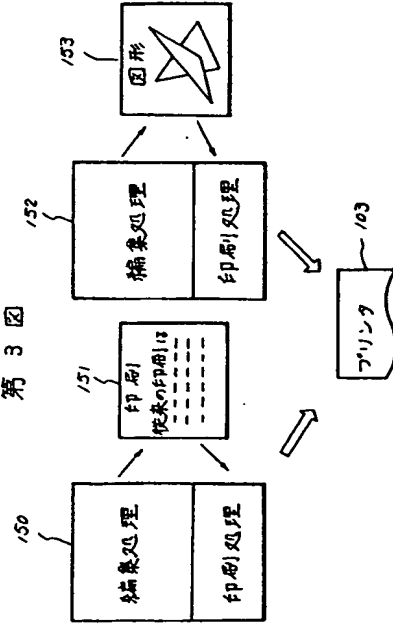 第 3 図
150
編集処理
印刷処理
151
印刷
従来の印刷は
152
編集処理
印刷処理
153
図形
プリンタ
103